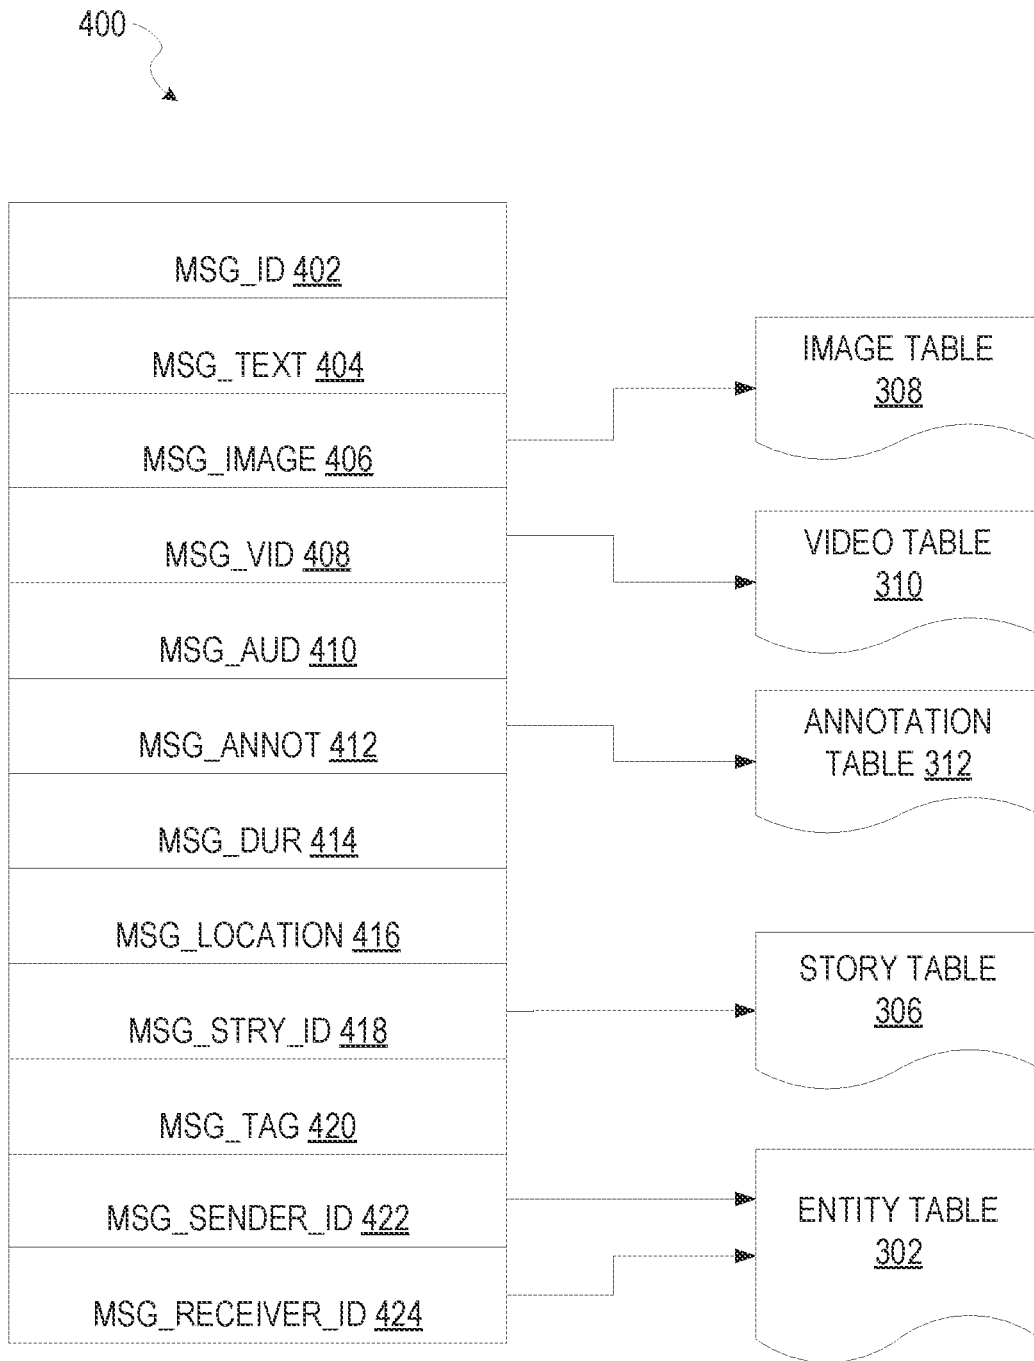 400
MSG_ID 402
MSG_TEXT 404
MSG_IMAGE 406
MSG_VID 408
MSG_AUD 410
MSG_ANNOT 412
MSG_DUR 414
MSG_LOCATION 416
MSG_STRY_ID 418
MSG_TAG 420
MSG_SENDER_ID 422
MSG_RECEIVER_ID 424
IMAGE TABLE
308
VIDEO TABLE
310
ANNOTATION
TABLE 312
STORY TABLE
306
ENTITY TABLE
302